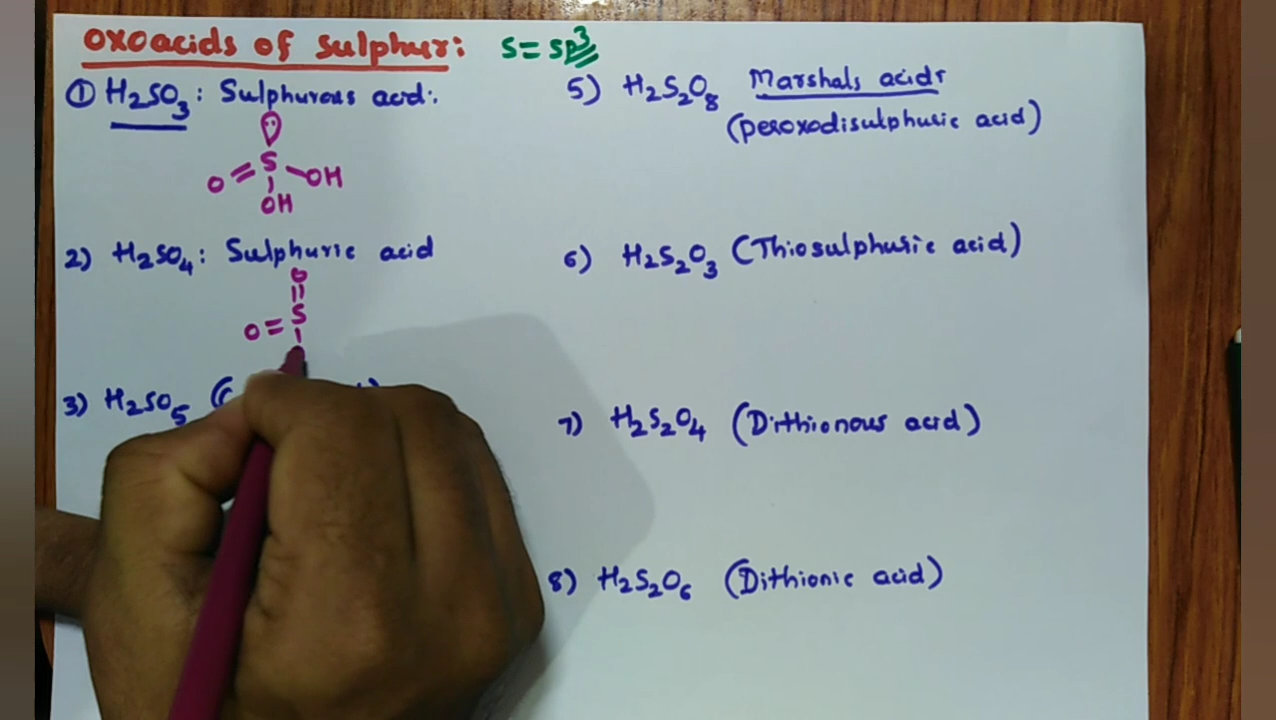 Oxoacids of Sulphur: S = SP³
① H₂SO₃: Sulphurous acid:
S
O = S - OH
OH
2) H₂SO₄: Sulphuric acid
O
O = S
3) H₂SO₅ (
5) H₂S₂O₈ Marshals acid
(peroxodisulphuric acid)
6) H₂S₂O₃ (Thiosulphuric acid)
7) H₂S₂O₄ (Dithionous acid)
8) H₂S₂O₆ (Dithionic acid)